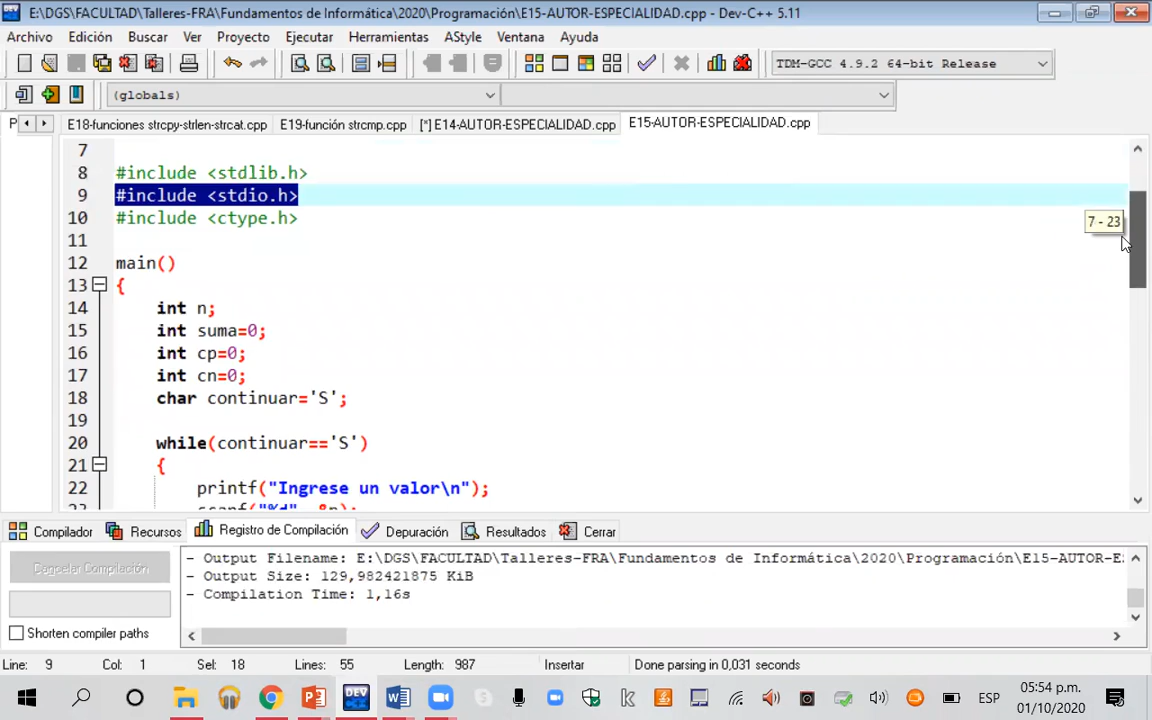 E:\DGS\FACULTAD\Talleres-FRA\Fundamentos de Informática\2020\Programación\E15-AUTOR-ESPECIALIDAD.cpp - Dev-C++ 5.11
Archivo Edición Buscar Ver Proyecto Ejecutar Herramientas AStyle Ventana Ayuda
TDM-GCC 4.9.2 64-bit Release
(globals)
P E18-funciones strcpy-strlen-strcat.cpp E19-función strcmp.cpp [*] E14-AUTOR-ESPECIALIDAD.cpp E15-AUTOR-ESPECIALIDAD.cpp
7
8 #include <stdlib.h>
9 #include <stdio.h>
10 #include <ctype.h>
7 - 23
11
12 main()
13 {
14 int n;
15 int suma=0;
16 int cp=0;
17 int cn=0;
18 char continuar='S';
19
20 while(continuar=='S')
21 {
22 printf("Ingrese un valor\n");
23 scanf("%d", &n);
Compilador Recursos Registro de Compilación Depuración Resultados Cerrar
- Output Filename: E:\DGS\FACULTAD\Talleres-FRA\Fundamentos de Informática\2020\Programación\E15-AUTOR-ES
- Output Size: 129,982421875 KiB
- Compilation Time: 1,16s
Shorten compiler paths
Line: 9 Col: 1 Sel: 18 Lines: 55 Length: 987 Insertar Done parsing in 0,031 seconds
DEV
ESP
05:54 p.m.
01/10/2020